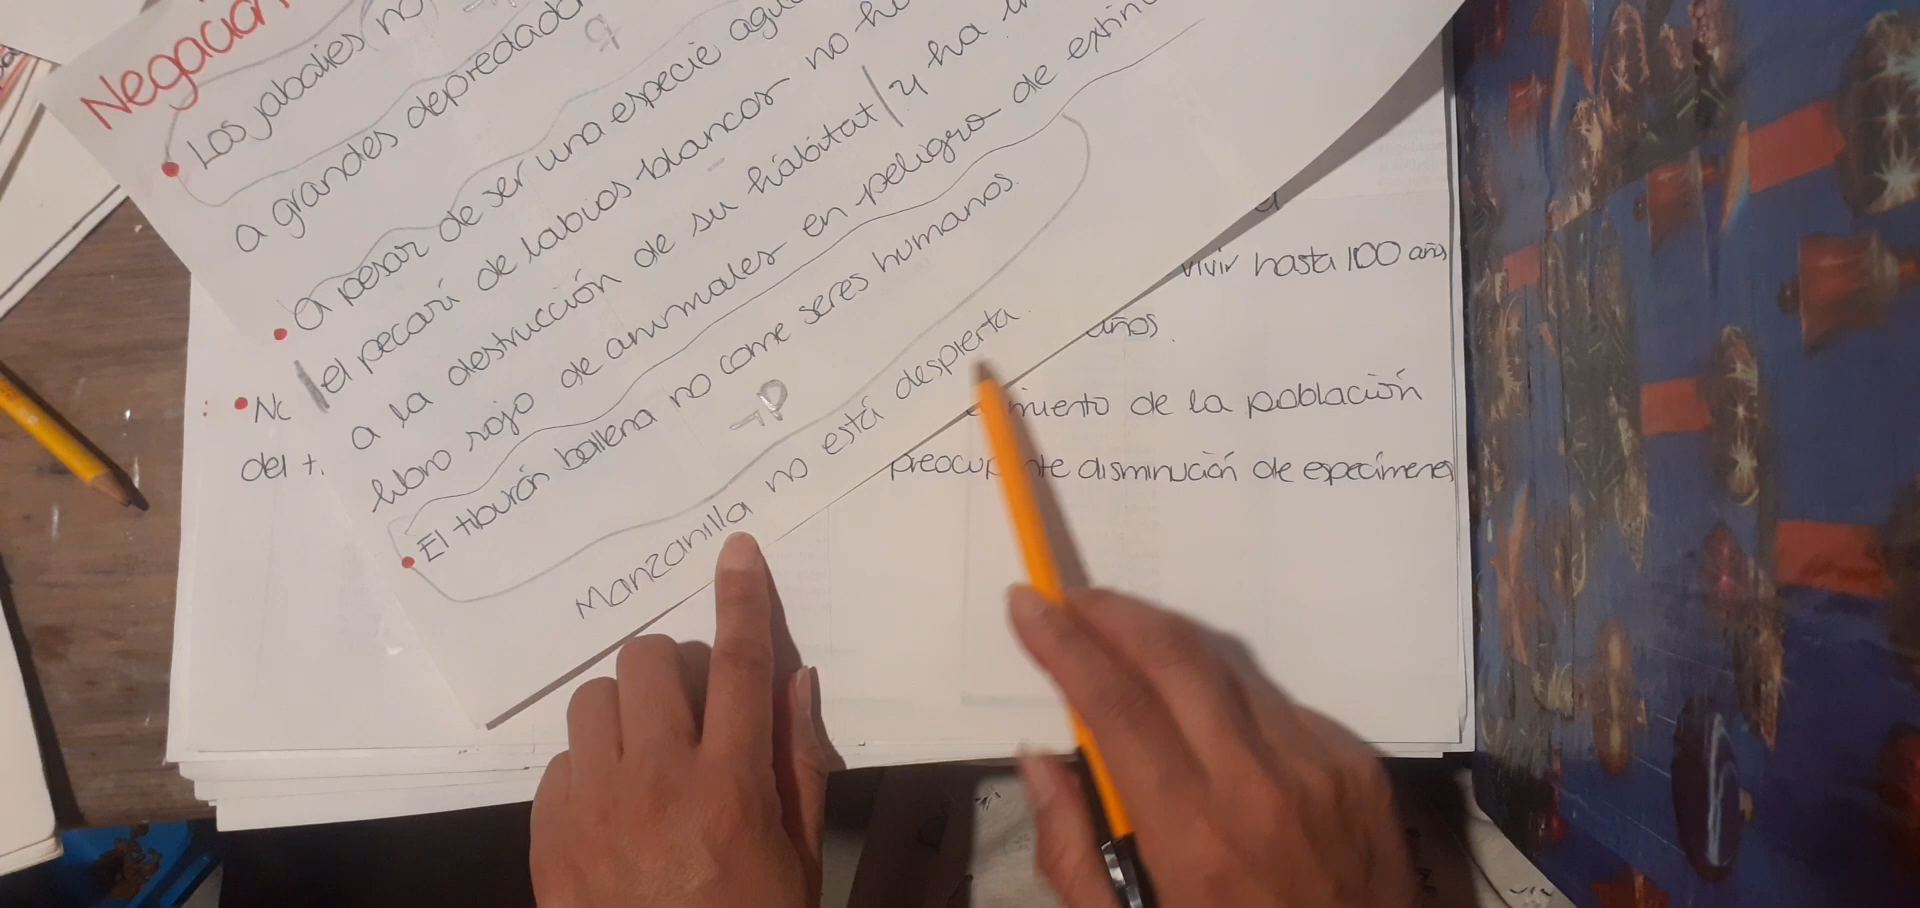 Negación
• Los jabalíes no
a grandes depredado
q
• a pesar de ser una especie agu
el pecarí de labios blancos no
a la destrucción de su hábitat y ha
libro rojo de animales en peligro de extin
• El tiburón ballena no come seres humanos.
¬p
Manzanilla no está despierta.
y
vivir hasta 100 años
años.
miento de la población
preocup nte disminución de especímenes